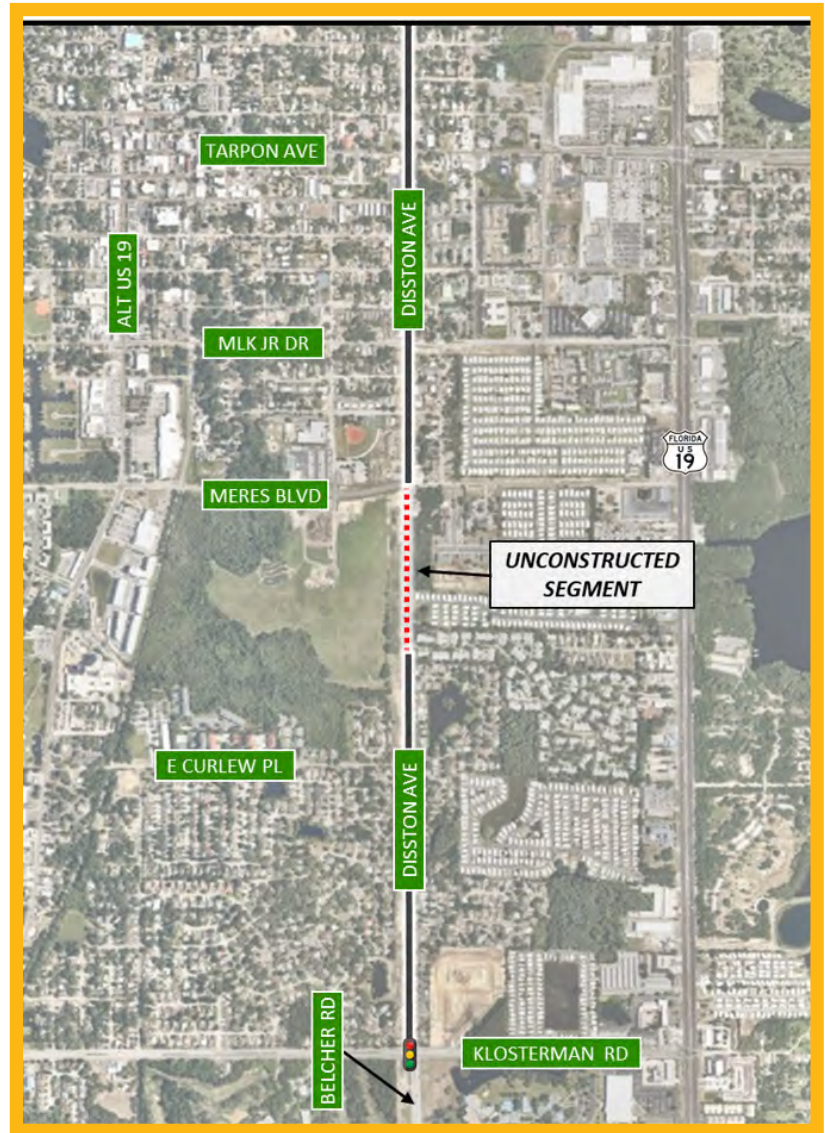 TARPON AVE
DISSTON AVE
ALT US 19
MLK JR DR
FLORIDA
US
19
MERES BLVD
UNCONSTRUCTED
SEGMENT
E CURLEW PL
DISSTON AVE
BELCHER RD
KLOSTERMAN RD